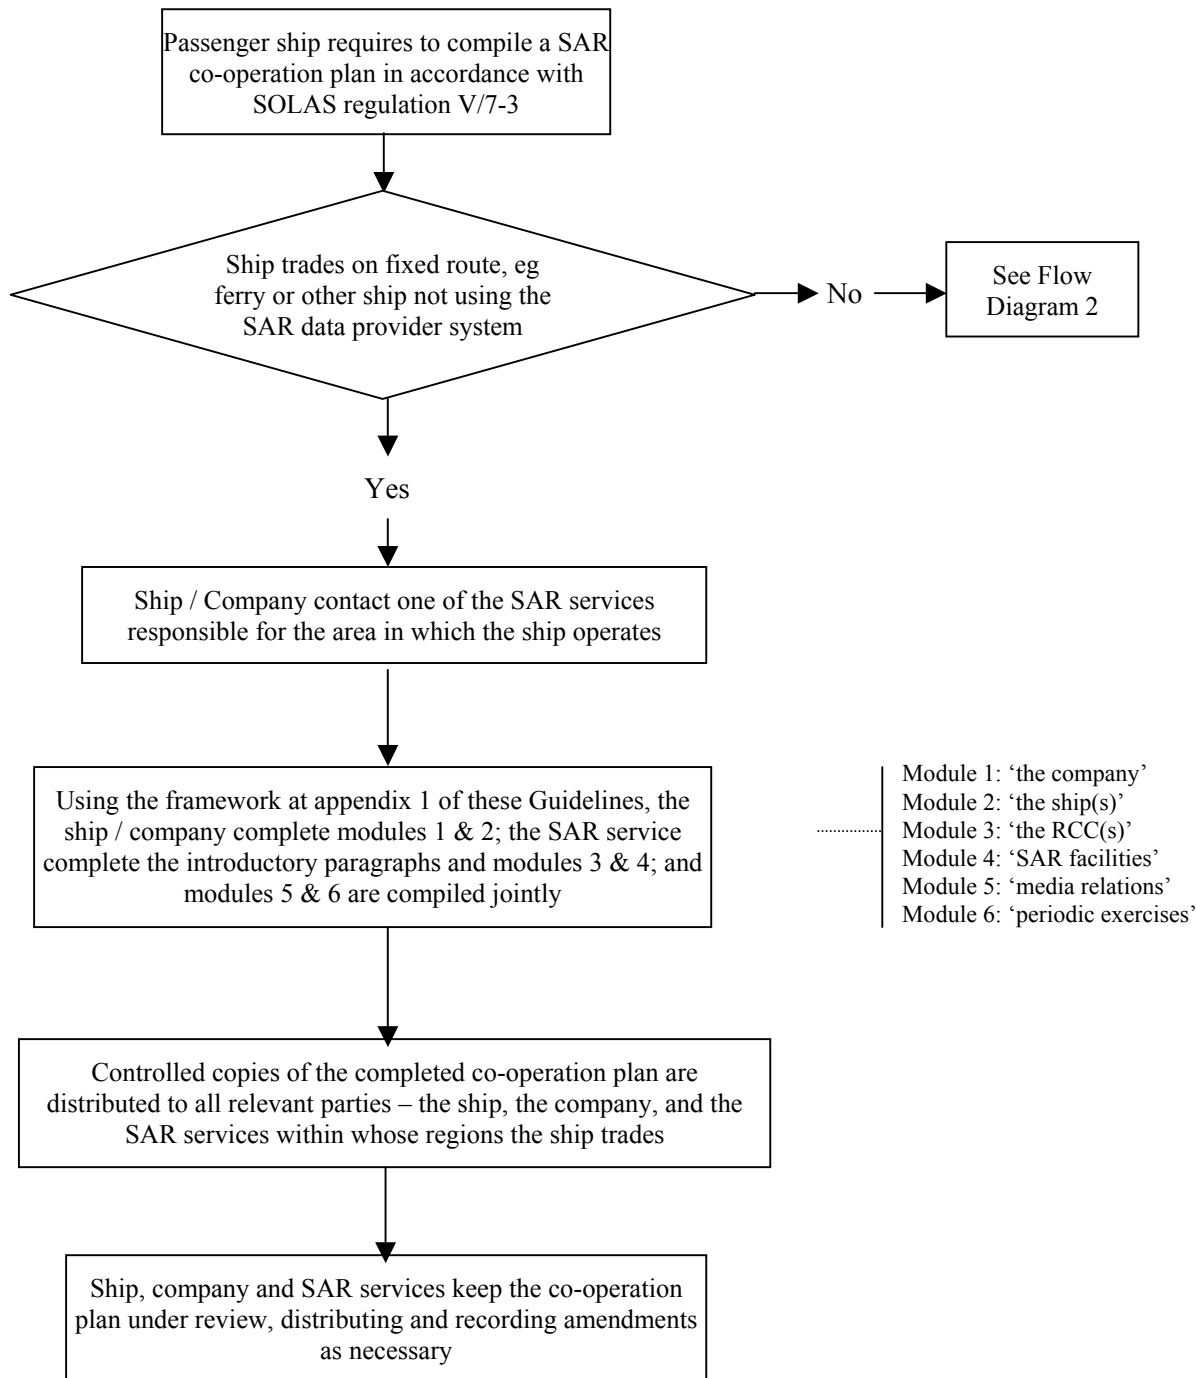 Passenger ship requires to compile a SAR
co-operation plan in accordance with
SOLAS regulation V/7-3
Ship trades on fixed route, eg
ferry or other ship not using the
SAR data provider system
No
See Flow
Diagram 2
Yes
Ship / Company contact one of the SAR services
responsible for the area in which the ship operates
Using the framework at appendix 1 of these Guidelines, the
ship / company complete modules 1 & 2; the SAR service
complete the introductory paragraphs and modules 3 & 4; and
modules 5 & 6 are compiled jointly
Module 1: ‘the company’
Module 2: ‘the ship(s)’
Module 3: ‘the RCC(s)’
Module 4: ‘SAR facilities’
Module 5: ‘media relations’
Module 6: ‘periodic exercises’
Controlled copies of the completed co-operation plan are
distributed to all relevant parties – the ship, the company, and the
SAR services within whose regions the ship trades
Ship, company and SAR services keep the co-operation
plan under review, distributing and recording amendments
as necessary